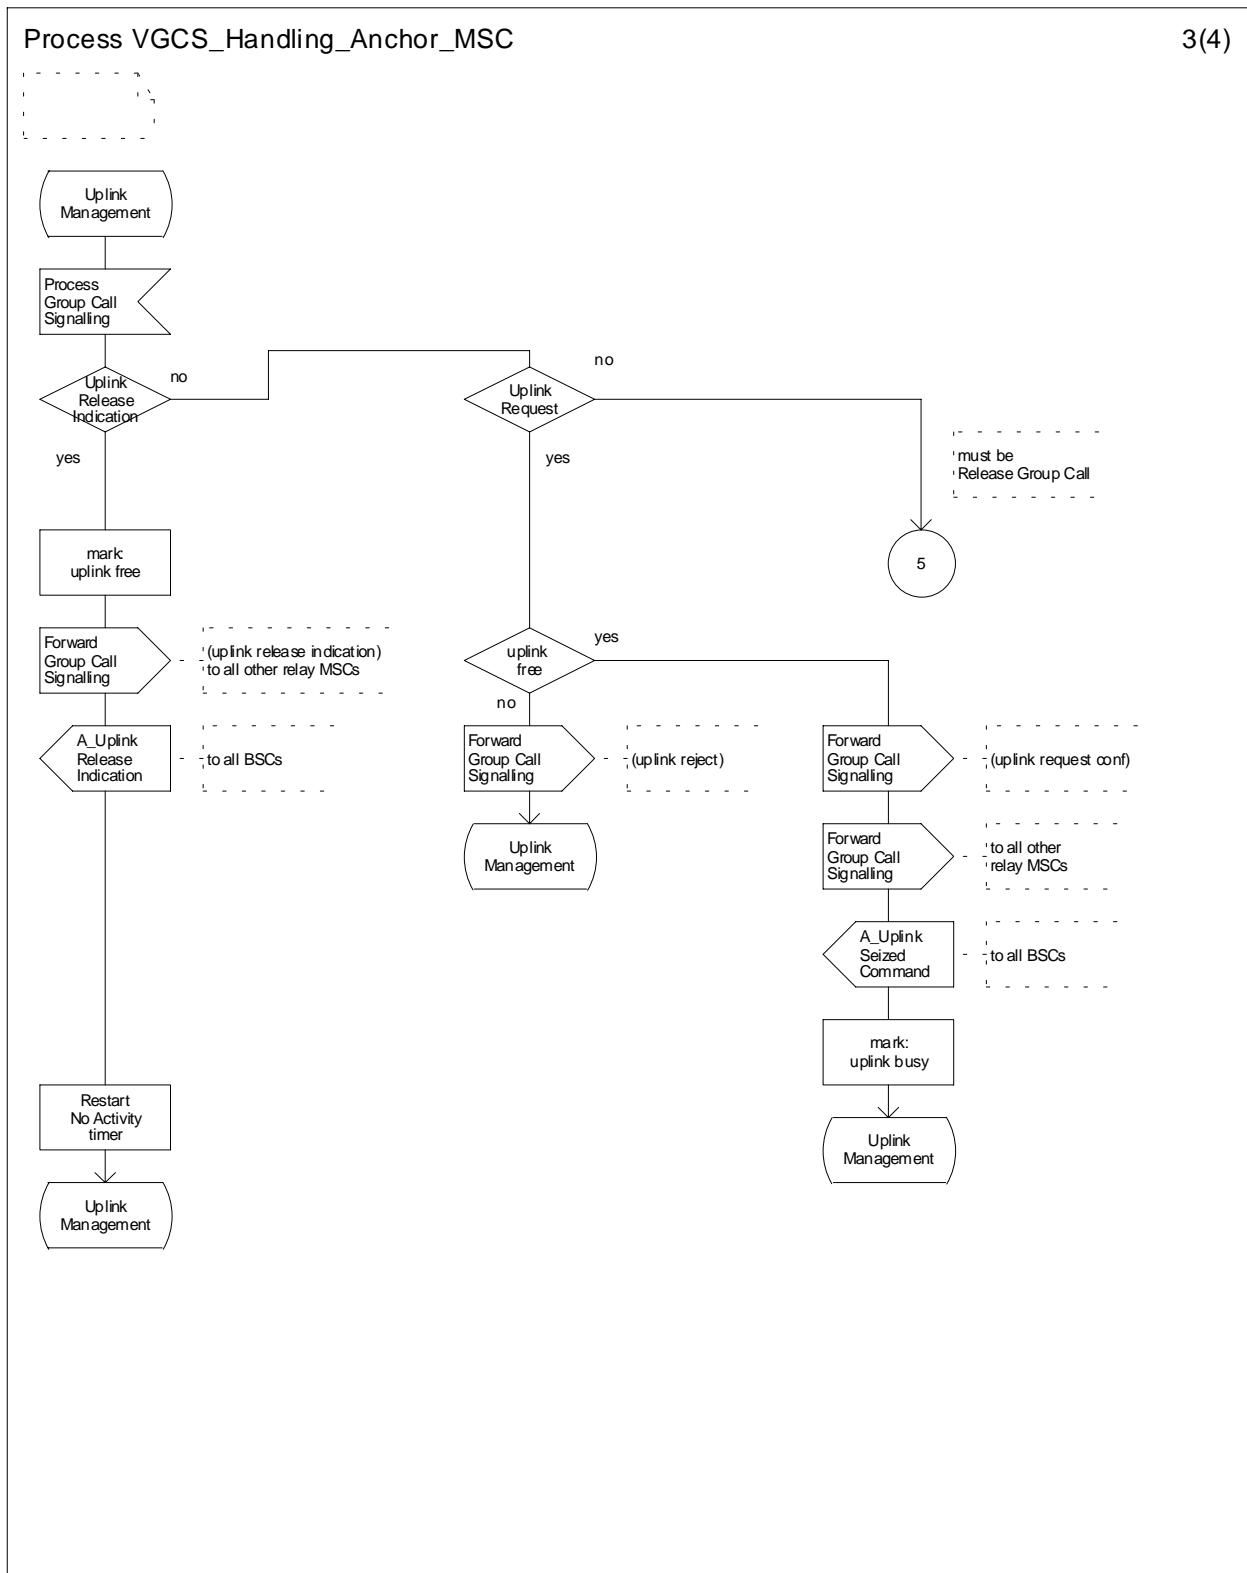 Process VGCS_Handling_Anchor_MSC
3(4)
Uplink
Management
Process
Group Call
Signalling
Uplink
Release
Indication
no
yes
Uplink
Request
no
yes
must be
Release Group Call
5
mark:
uplink free
Forward
Group Call
Signalling
(uplink release indication)
to all other relay MSCs
A_Uplink
Release
Indication
to all BSCs
Restart
No Activity
timer
Uplink
Management
uplink
free
yes
no
Forward
Group Call
Signalling
(uplink reject)
Uplink
Management
Forward
Group Call
Signalling
(uplink request conf)
Forward
Group Call
Signalling
to all other
relay MSCs
A_Uplink
Seized
Command
to all BSCs
mark:
uplink busy
Uplink
Management